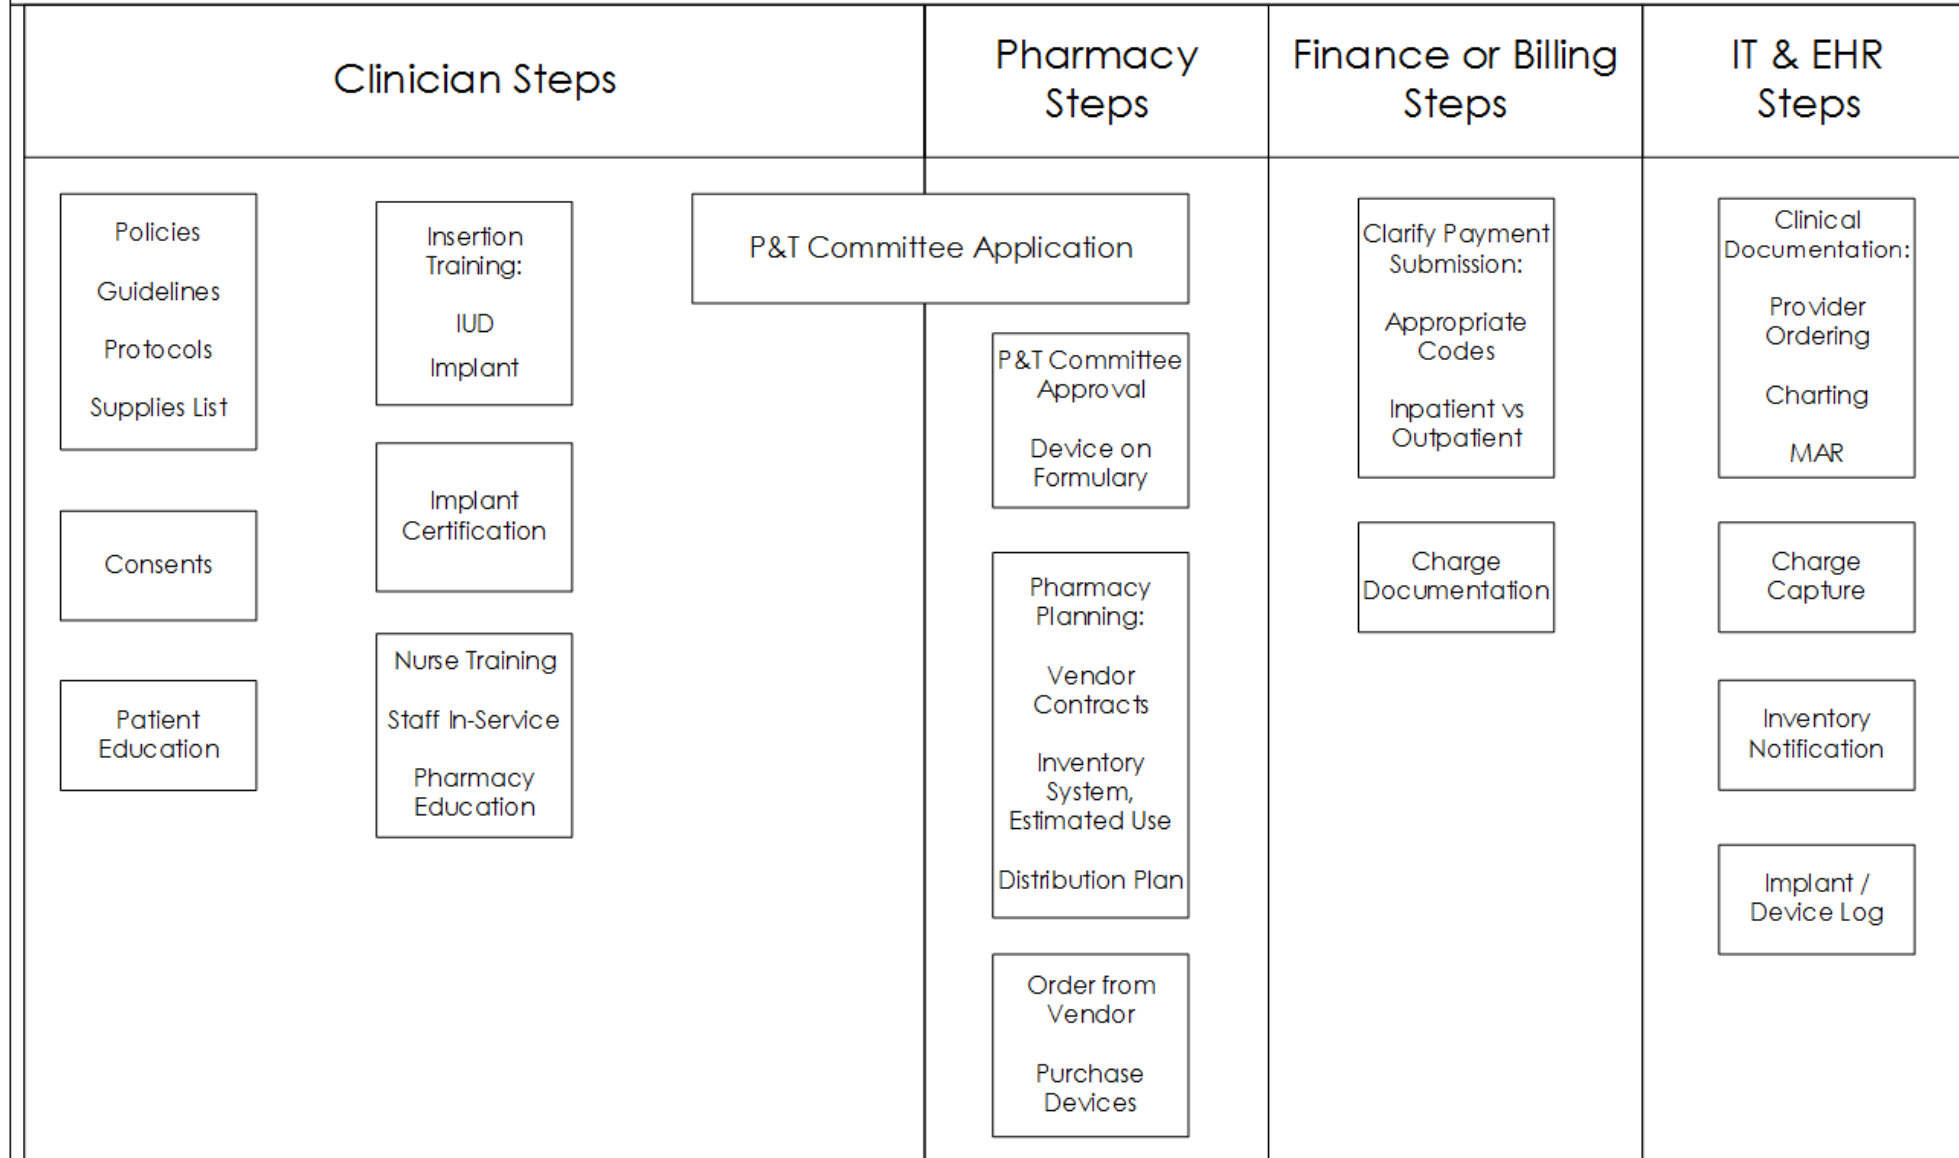 Clinician Steps
Pharmacy
Steps
Finance or Billing
Steps
IT & EHR
Steps
Policies
Guidelines
Protocols
Supplies List
Consents
Patient
Education
Insertion
Training:
IUD
Implant
Implant
Certification
Nurse Training
Staff In-Service
Pharmacy
Education
P&T Committee Application
P&T Committee
Approval
Device on
Formulary
Pharmacy
Planning:
Vendor
Contracts
Inventory
System,
Estimated Use
Distribution Plan
Order from
Vendor
Purchase
Devices
Clarify Payment
Submission:
Appropriate
Codes
Inpatient vs
Outpatient
Charge
Documentation
Clinical
Documentation:
Provider
Ordering
Charting
MAR
Charge
Capture
Inventory
Notification
Implant /
Device Log